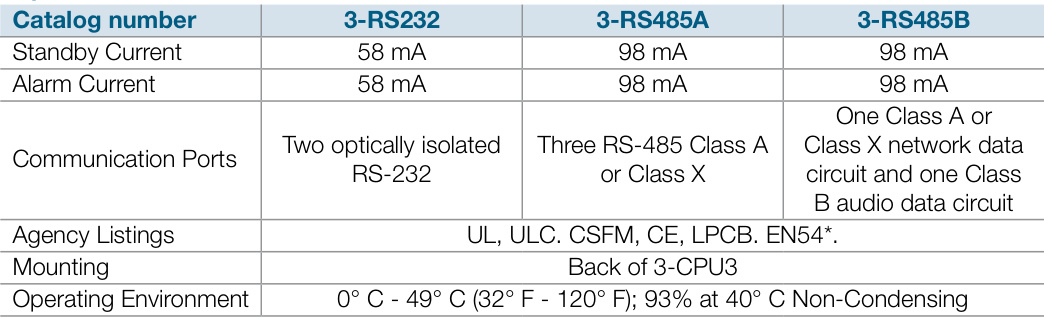 Catalog number 3-RS232 3-RS485A 3-RS485B
Standby Current 58 mA 98 mA 98 mA
Alarm Current 58 mA 98 mA 98 mA
Communication Ports
Two optically isolated
RS-232
Three RS-485 Class A
or Class X
One Class A or
Class X network data
circuit and one Class
B audio data circuit
Agency Listings UL, ULC. CSFM, CE, LPCB. EN54*.
Mounting Back of 3-CPU3
Operating Environment 0° C - 49° C (32° F - 120° F); 93% at 40° C Non-Condensing